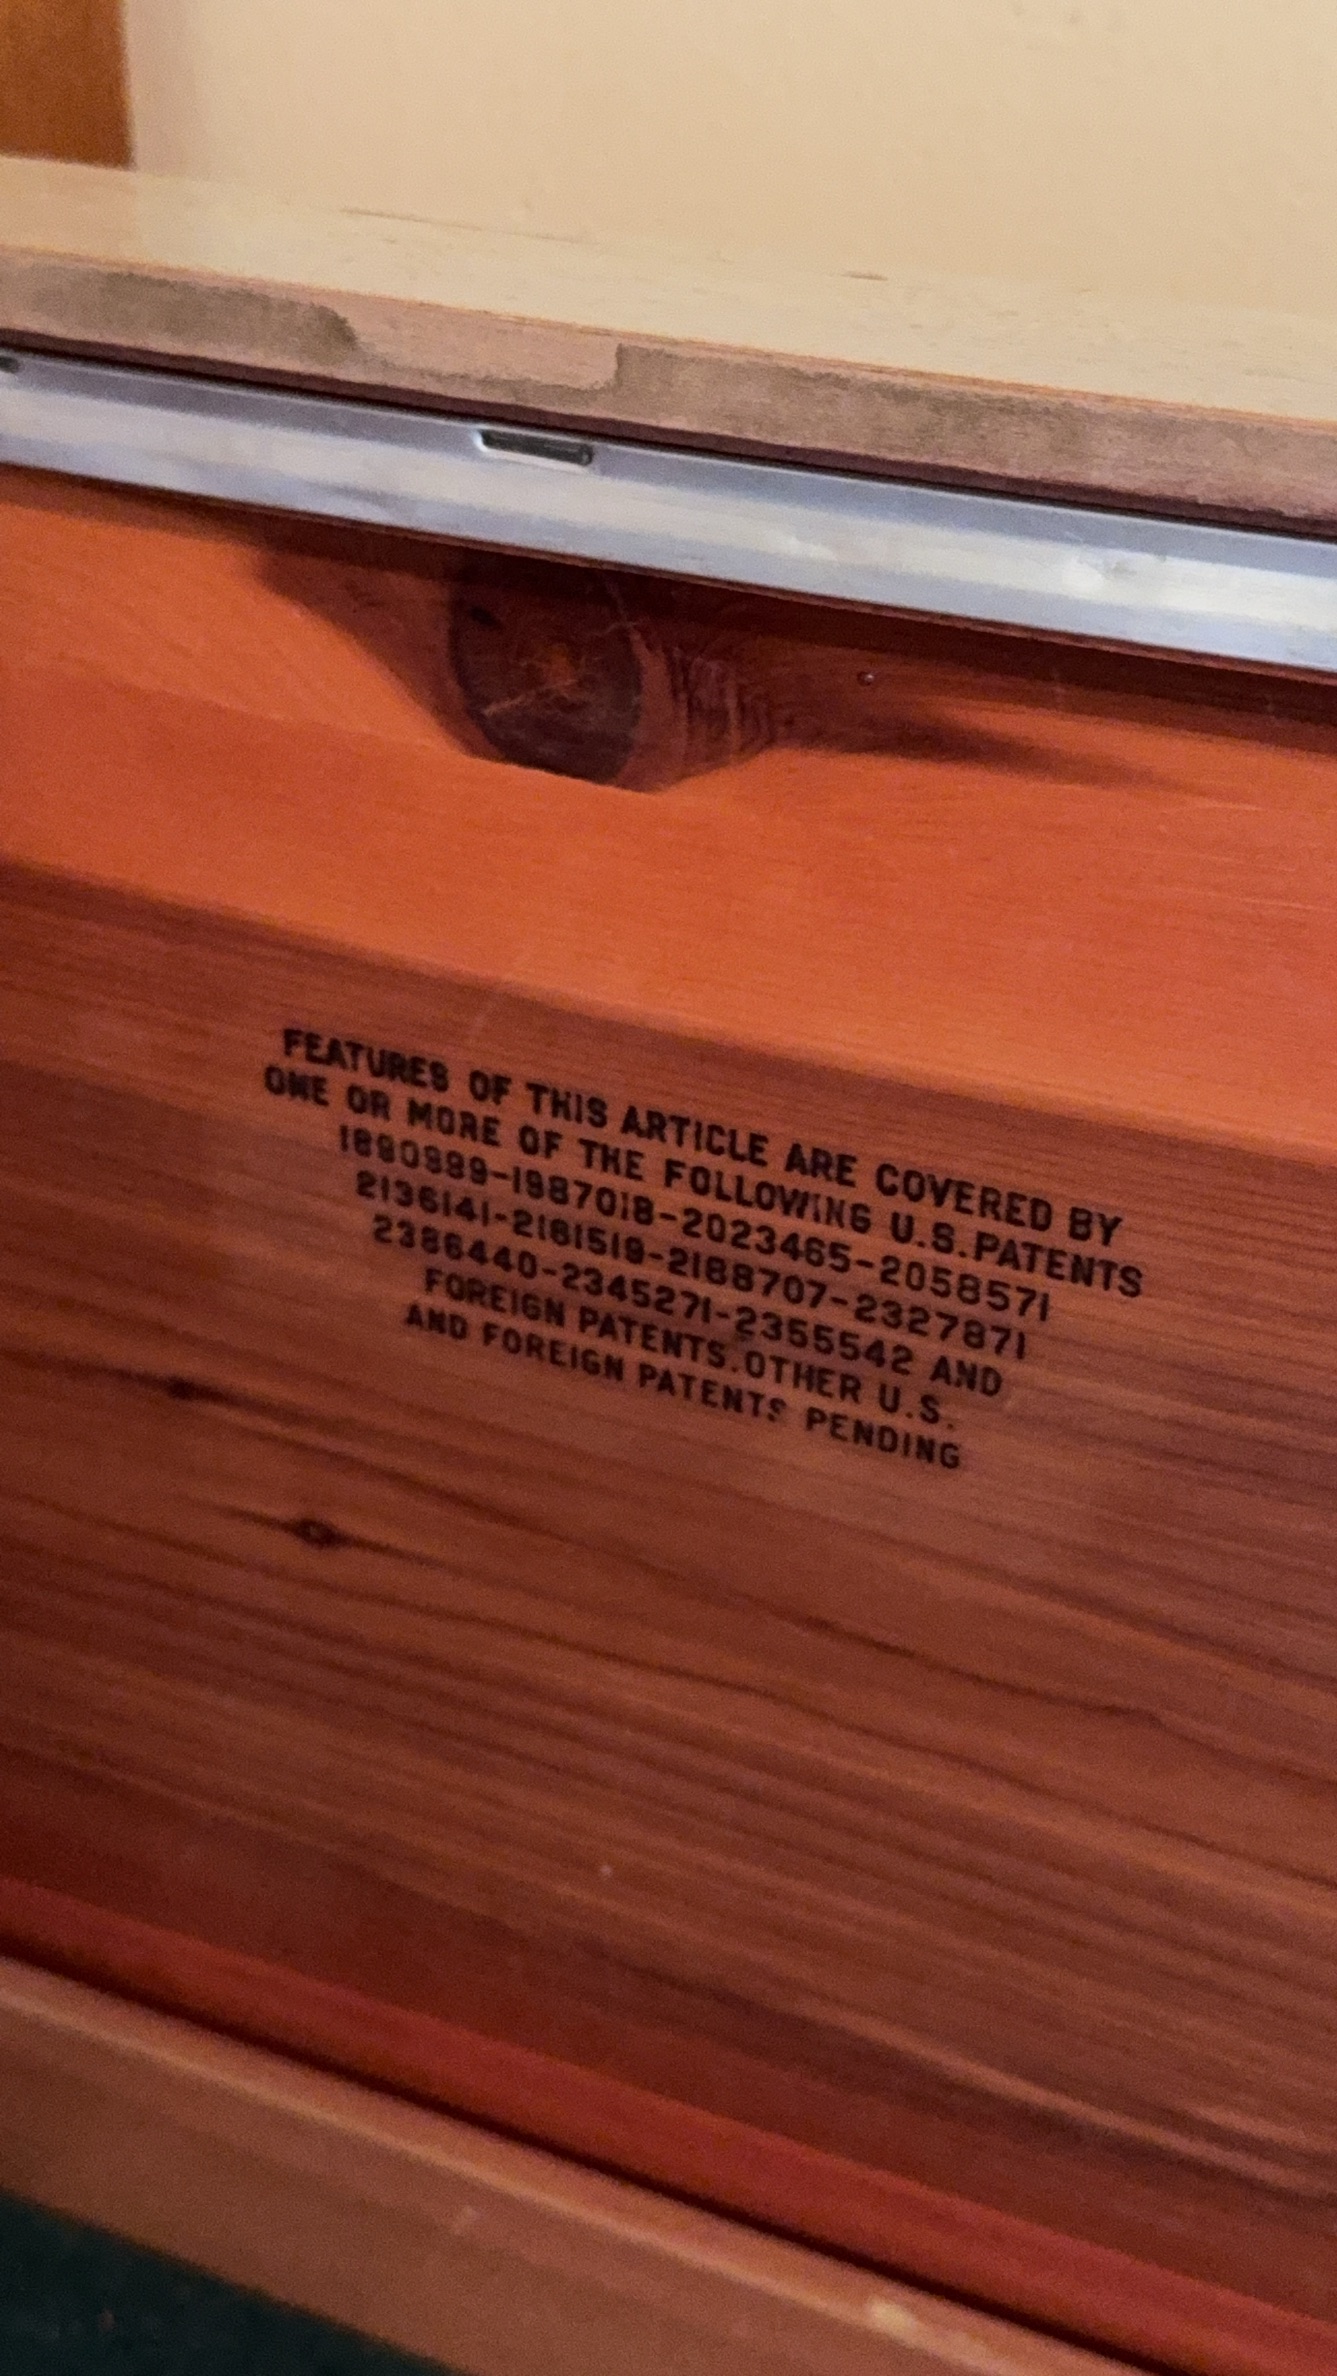 FEATURES OF THIS ARTICLE ARE COVERED BY
ONE OR MORE OF THE FOLLOWING U.S. PATENTS
1890989-1987018-2023465-2058571
2136141-2181519-2188707-2327871
2386440-2345271-2355542 AND
FOREIGN PATENTS. OTHER U.S.
AND FOREIGN PATENTS PENDING